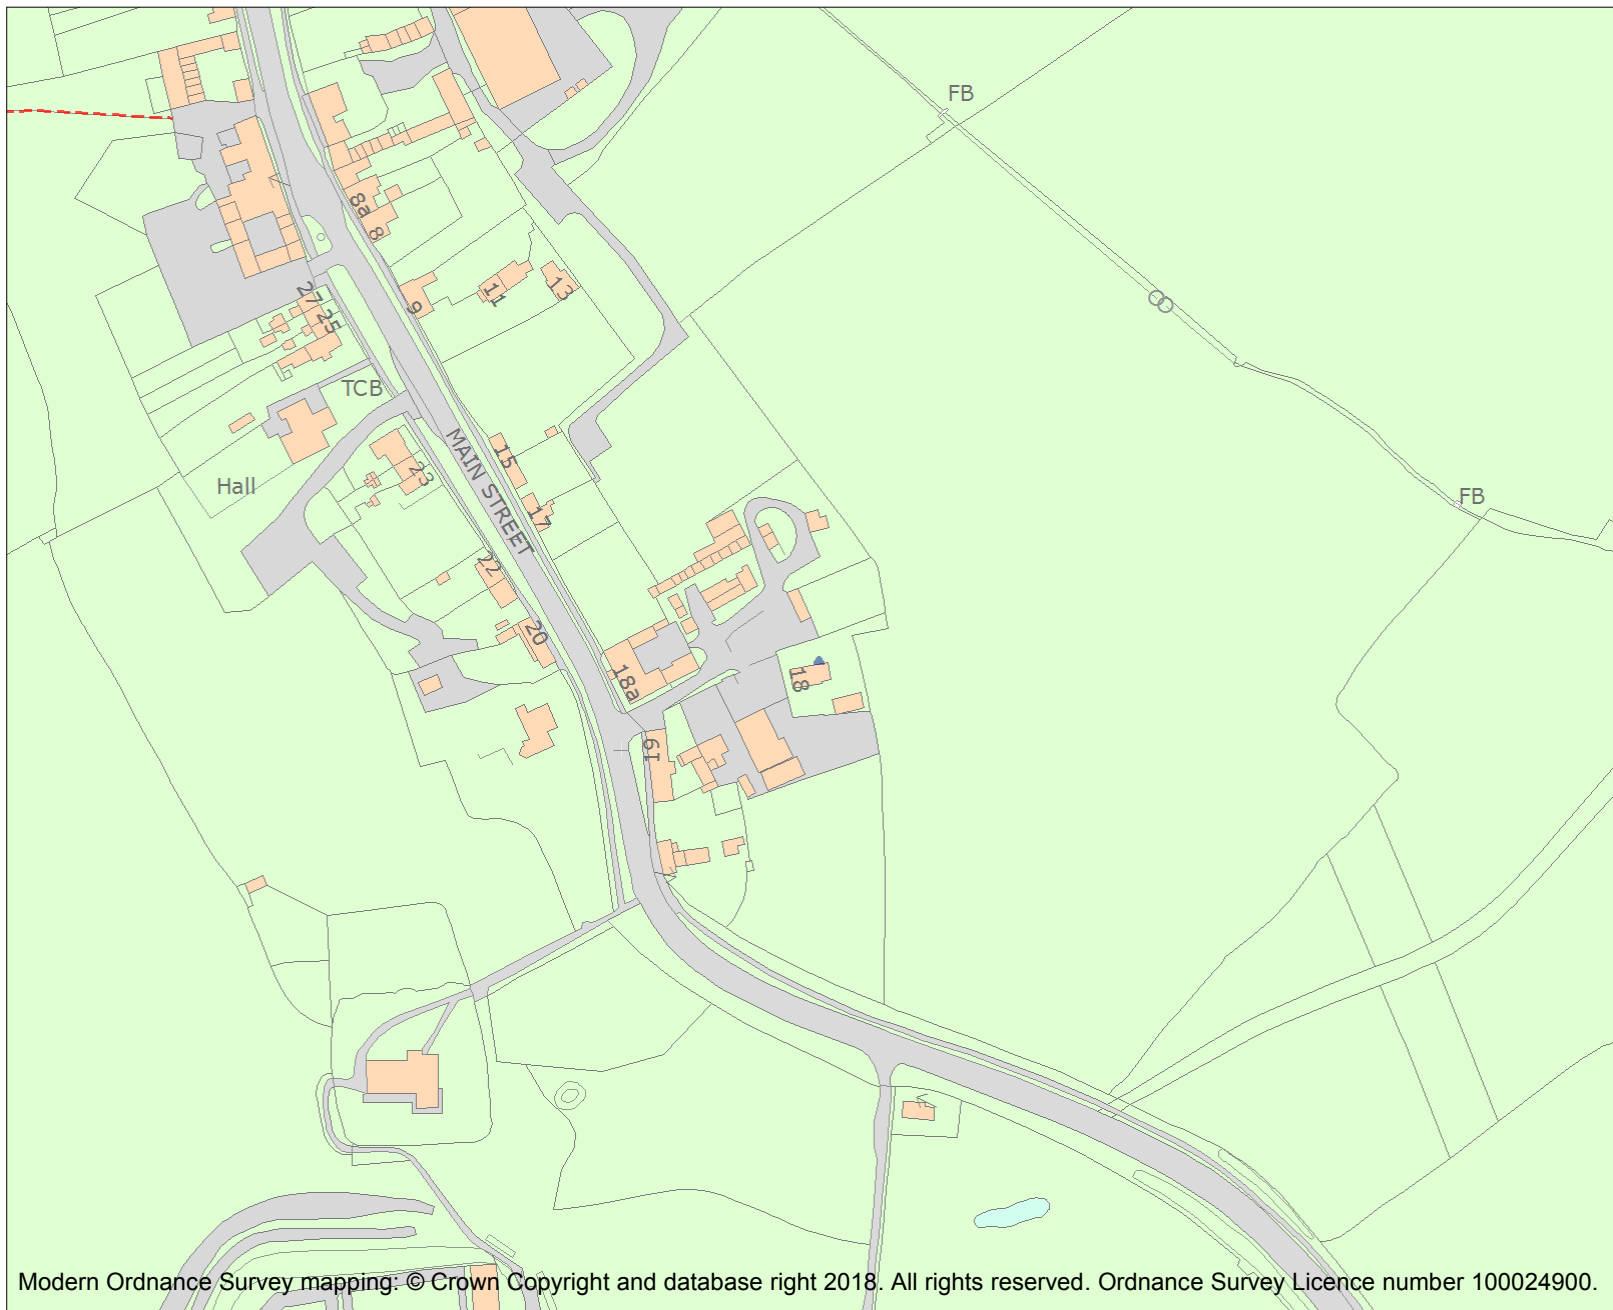 FB
8a
8
27
25
9
11
13
TCB
MAIN STREET
15
23
Hall
17
FB
22
20
18a
18
19
Modern Ordnance Survey mapping: © Crown Copyright and database right 2018. All rights reserved. Ordnance Survey Licence number 100024900.